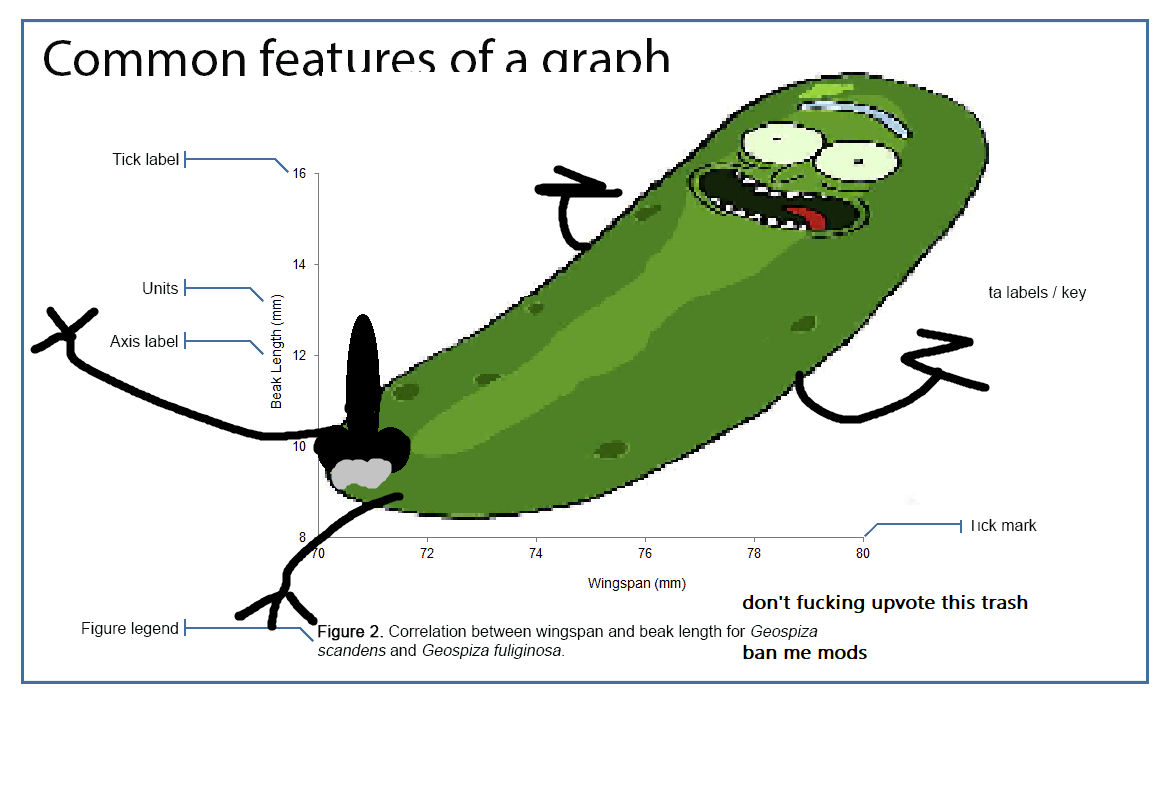 Common features of a graph
Tick label
16
14
Units
ta labels / key
Axis label
Beak Length (mm)
12
10
8
Tick mark
70 72 74 76 78 80
Wingspan (mm)
don't fucking upvote this trash
Figure legend
Figure 2. Correlation between wingspan and beak length for Geospiza
scandens and Geospiza fuliginosa.
ban me mods